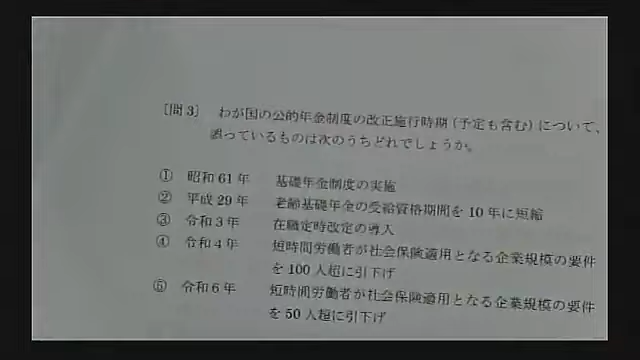 [問3] わが国の公的年金制度の改正施行時期(予定も含む)について、
誤っているものは次のうちどれでしょうか。
① 昭和61年 基礎年金制度の実施
② 平成29年 老齢基礎年金の受給資格期間を10年に短縮
③ 令和3年 在職定時改定の導入
④ 令和4年 短時間労働者が社会保険適用となる企業規模の要件
を100人超に引下げ
⑤ 令和6年 短時間労働者が社会保険適用となる企業規模の要件
を50人超に引下げ